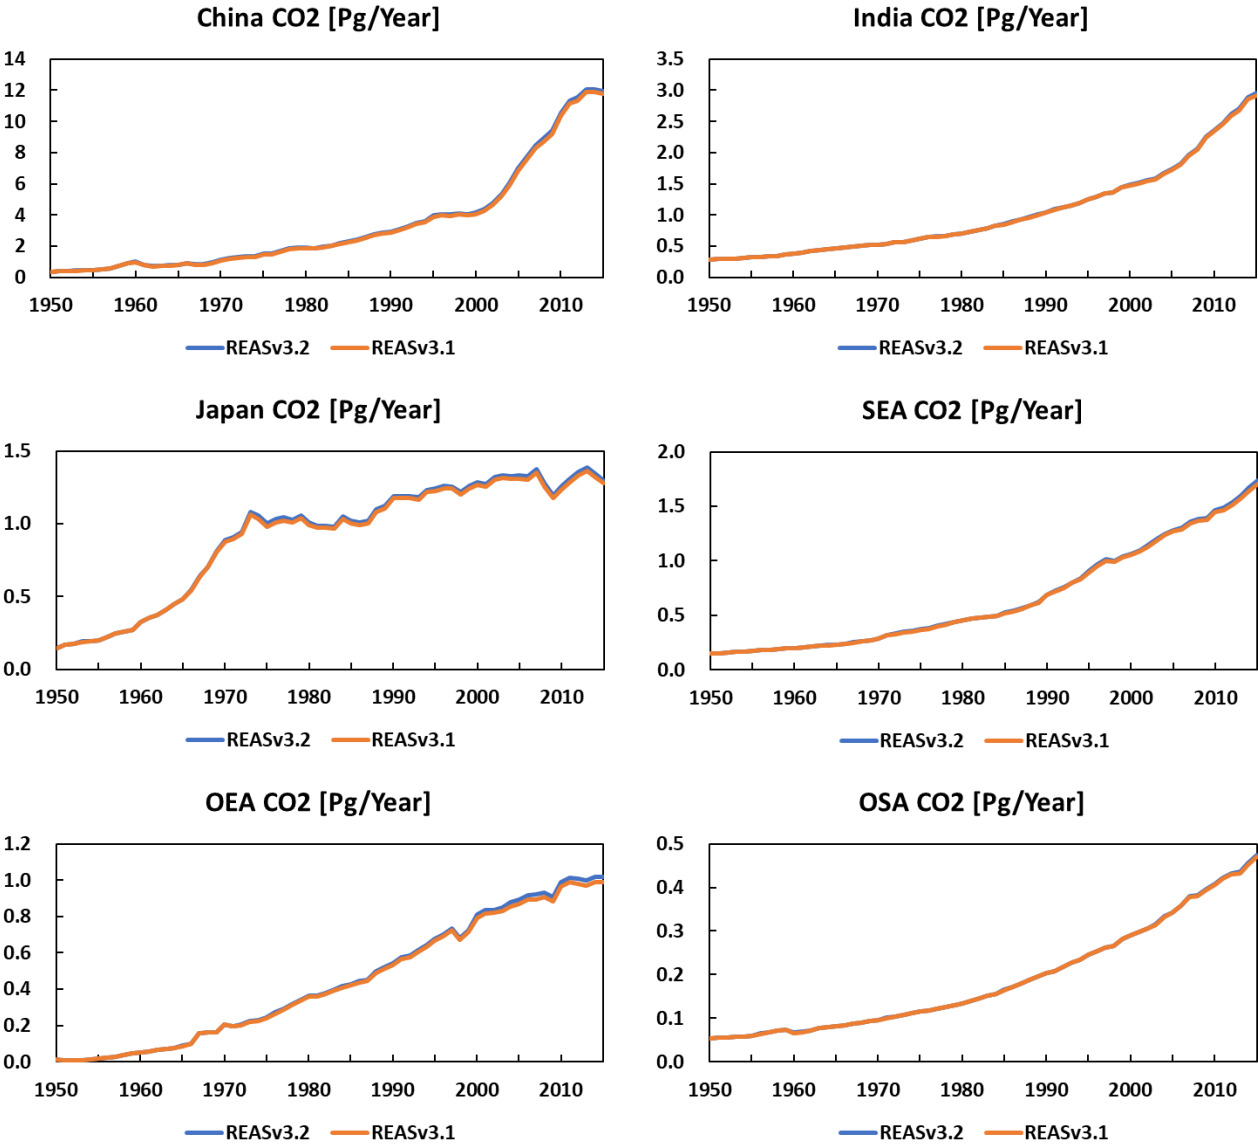 China CO2 [Pg/Year]
14
12
10
8
6
4
2
0
1950 1960 1970 1980 1990 2000 2010
REASv3.2 REASv3.1
India CO2 [Pg/Year]
3.5
3.0
2.5
2.0
1.5
1.0
0.5
0.0
1950 1960 1970 1980 1990 2000 2010
REASv3.2 REASv3.1
Japan CO2 [Pg/Year]
1.5
1.0
0.5
0.0
1950 1960 1970 1980 1990 2000 2010
REASv3.2 REASv3.1
SEA CO2 [Pg/Year]
2.0
1.5
1.0
0.5
0.0
1950 1960 1970 1980 1990 2000 2010
REASv3.2 REASv3.1
OEA CO2 [Pg/Year]
1.2
1.0
0.8
0.6
0.4
0.2
0.0
1950 1960 1970 1980 1990 2000 2010
REASv3.2 REASv3.1
OSA CO2 [Pg/Year]
0.5
0.4
0.3
0.2
0.1
0.0
1950 1960 1970 1980 1990 2000 2010
REASv3.2 REASv3.1